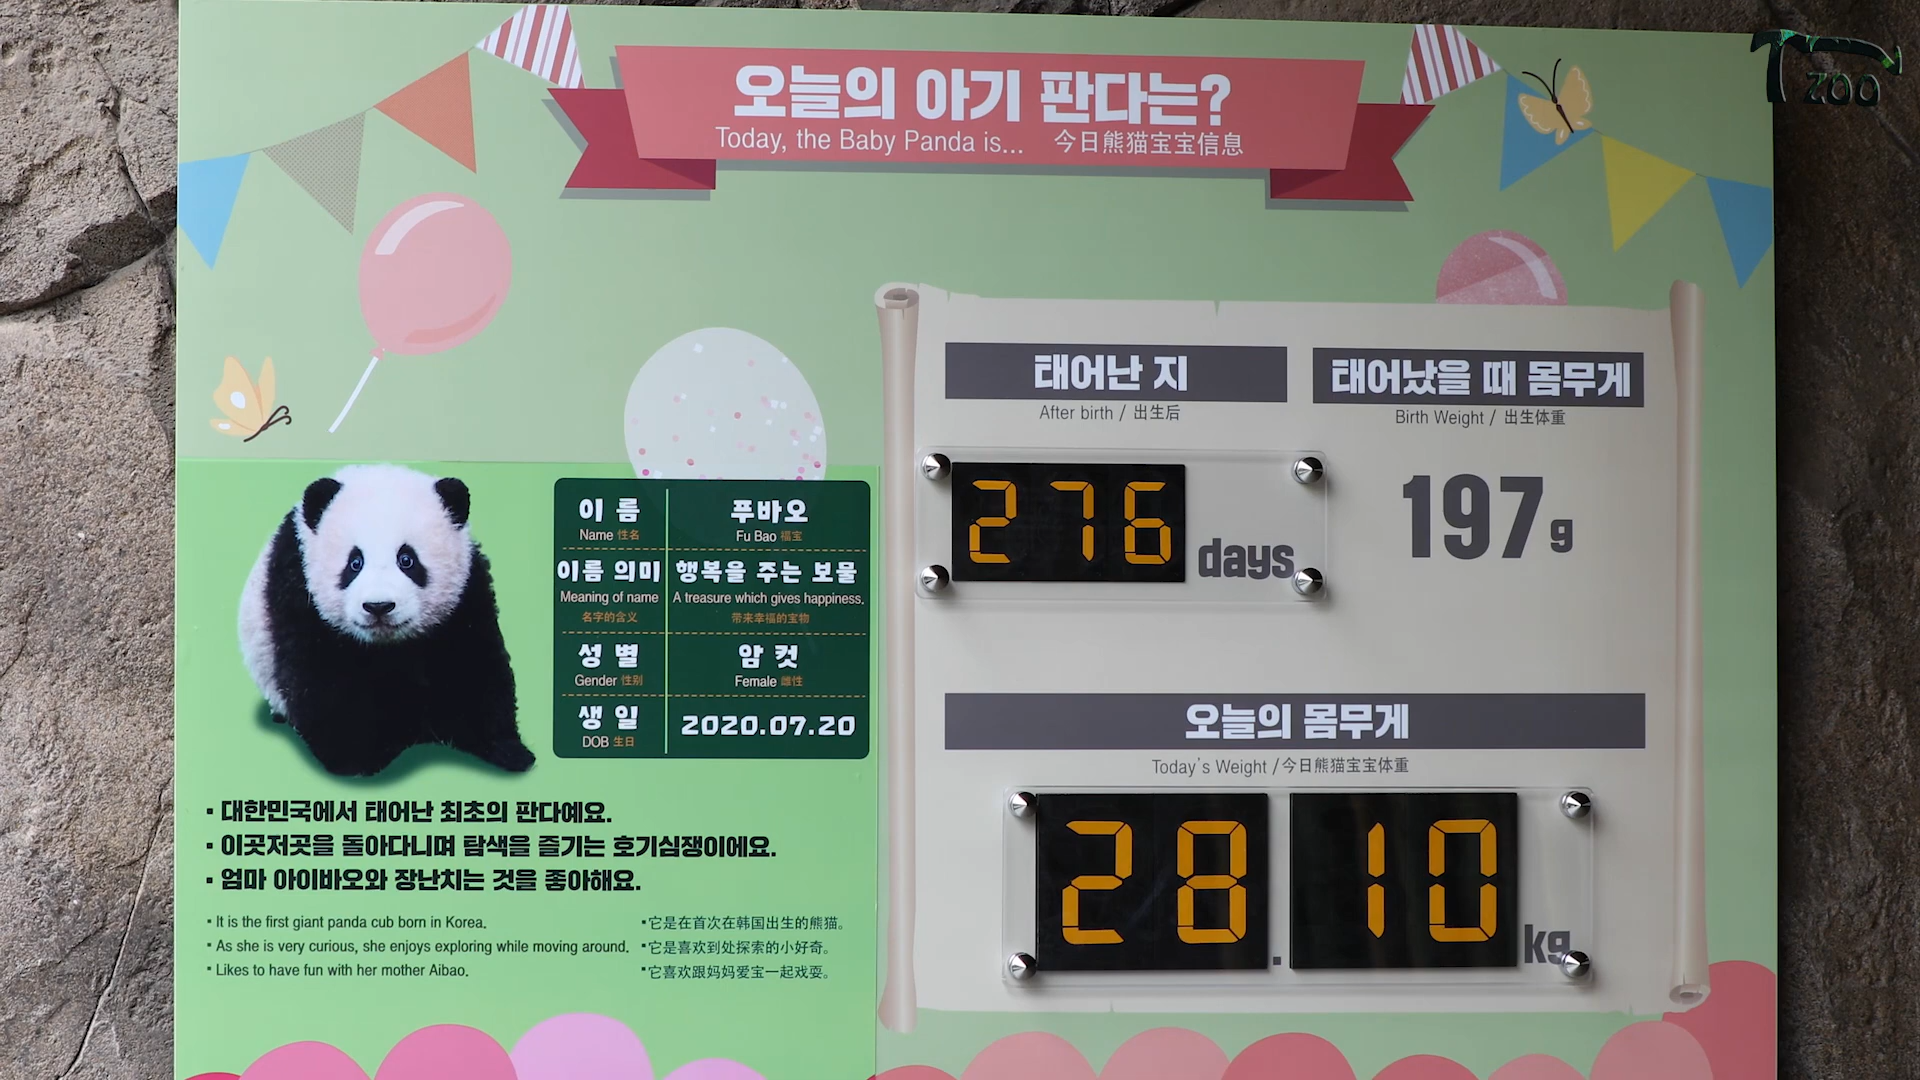 오늘의 아기 판다는?
Today, the Baby Panda is... 今日熊猫宝宝信息
ZOO
이 름 푸바오
Name 性名 Fu Bao 福宝
이름 의미 행복을 주는 보물
Meaning of name A treasure which gives happiness.
名字的含义 带来幸福的宝物
성 별 암 컷
Gender 性别 Female 雌性
생 일 2020.07.20
DOB 生日
▪ 대한민국에서 태어난 최초의 판다예요.
▪ 이곳저곳을 돌아다니며 탐색을 즐기는 호기심쟁이에요.
▪ 엄마 아이바오와 장난치는 것을 좋아해요.
▪ It is the first giant panda cub born in Korea.
▪ As she is very curious, she enjoys exploring while moving around.
▪ Likes to have fun with her mother Aibao.
▪它是在首次在韩国出生的熊猫。
▪它是喜欢到处探索的小好奇。
▪它喜欢跟妈妈爱宝一起戏耍。
태어난 지
After birth / 出生后
276 days
태어났을 때 몸무게
Birth Weight / 出生体重
197g
오늘의 몸무게
Today's Weight /今日熊猫宝宝体重
28.10 kg